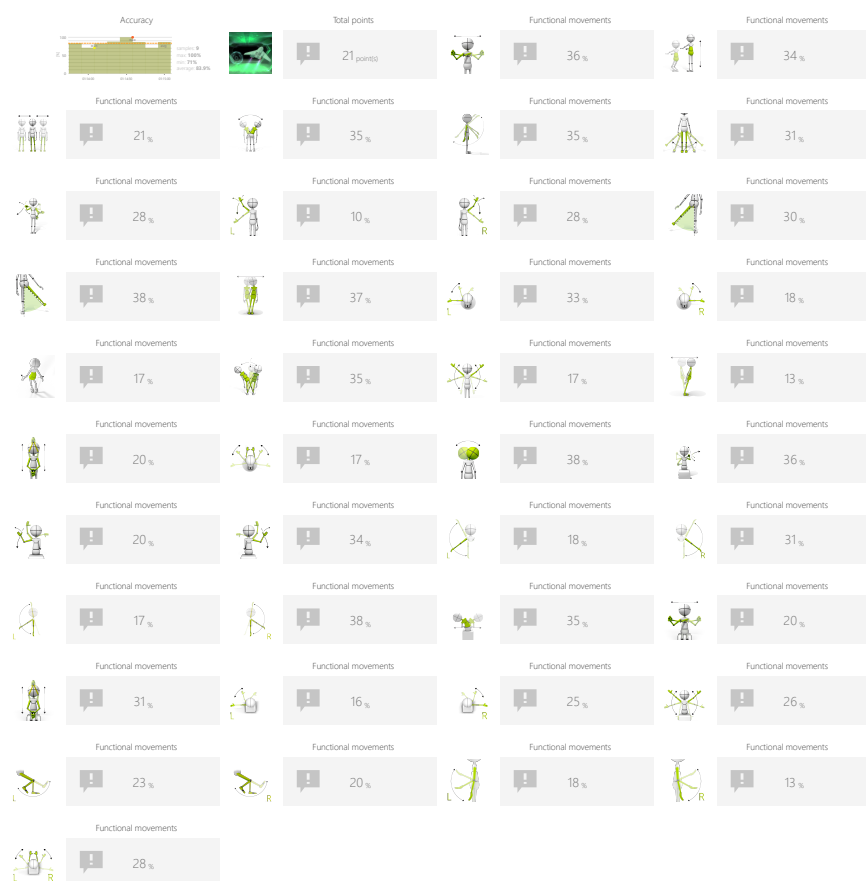 Accuracy
Total points
Functional movements
Functional movements
100
50
0
samples: 8
max: 100%
min: 71%
average: 83.8%
21 point(s)
36 %
34 %
Functional movements
Functional movements
Functional movements
Functional movements
21 %
35 %
35 %
31 %
Functional movements
Functional movements
Functional movements
Functional movements
28 %
L
10 %
R
28 %
30 %
Functional movements
Functional movements
Functional movements
Functional movements
38 %
37 %
L
33 %
R
18 %
Functional movements
Functional movements
Functional movements
Functional movements
17 %
35 %
17 %
13 %
Functional movements
Functional movements
Functional movements
Functional movements
20 %
17 %
38 %
36 %
Functional movements
Functional movements
Functional movements
Functional movements
20 %
34 %
L
18 %
R
31 %
Functional movements
Functional movements
Functional movements
Functional movements
L
17 %
R
38 %
35 %
20 %
Functional movements
Functional movements
Functional movements
Functional movements
31 %
L
16 %
R
25 %
26 %
Functional movements
Functional movements
Functional movements
Functional movements
L
23 %
R
20 %
L
18 %
R
13 %
Functional movements
L R
28 %